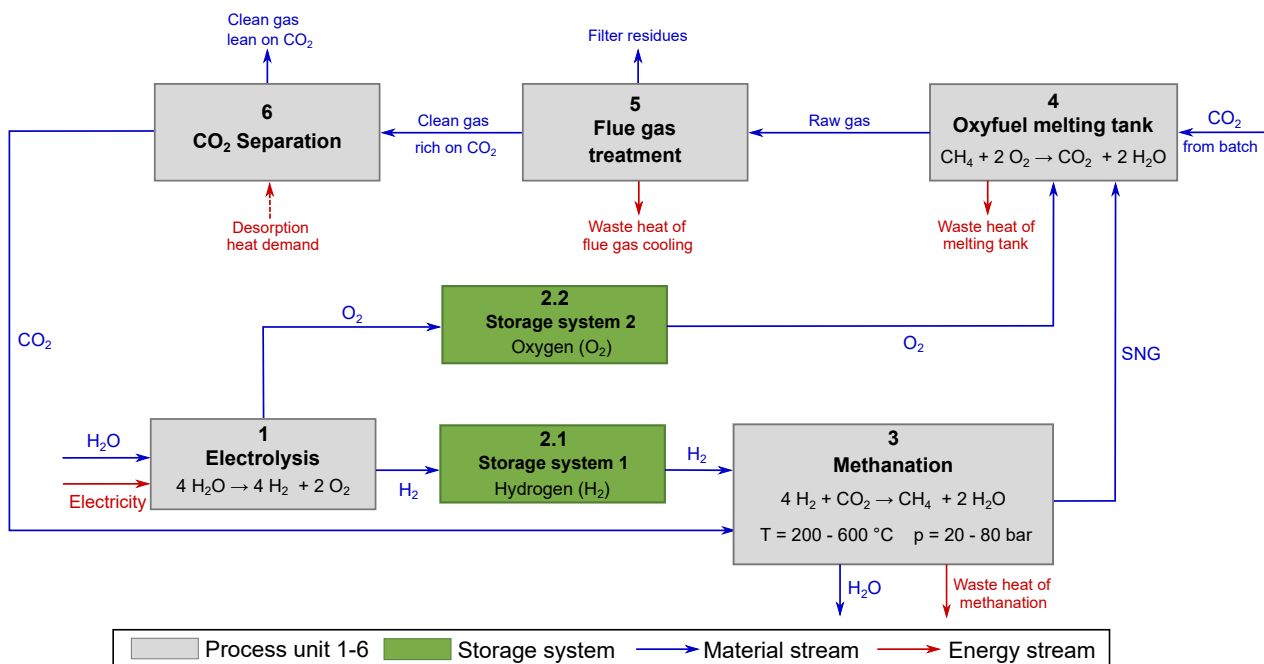 Clean gas
lean on CO₂
Filter residues
6
CO₂ Separation
Clean gas
rich on CO₂
5
Flue gas
treatment
Raw gas
4
Oxyfuel melting tank
CH₄ + 2 O₂ → CO₂ + 2 H₂O
CO₂
from batch
Desorption
heat demand
Waste heat of
flue gas cooling
Waste heat of
melting tank
2.2
Storage system 2
Oxygen (O₂)
O₂
O₂
CO₂
SNG
H₂O
Electricity
1
Electrolysis
4 H₂O → 4 H₂ + 2 O₂
H₂
2.1
Storage system 1
Hydrogen (H₂)
H₂
3
Methanation
4 H₂ + CO₂ → CH₄ + 2 H₂O
T = 200 - 600 °C p = 20 - 80 bar
H₂O
Waste heat of
methanation
Process unit 1-6
Storage system
Material stream
Energy stream